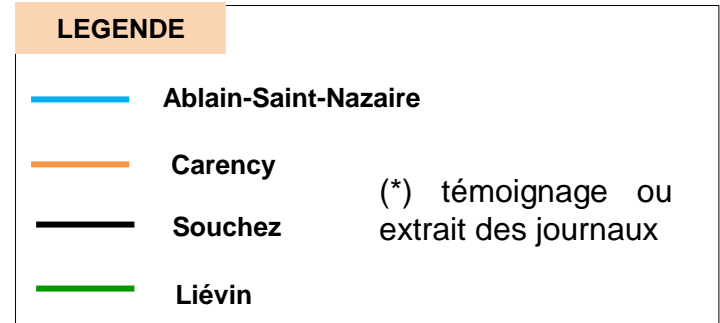 LEGENDE
Ablain-Saint-Nazaire
Carency
Souchez
Liévin
(*) témoignage ou
extrait des journaux